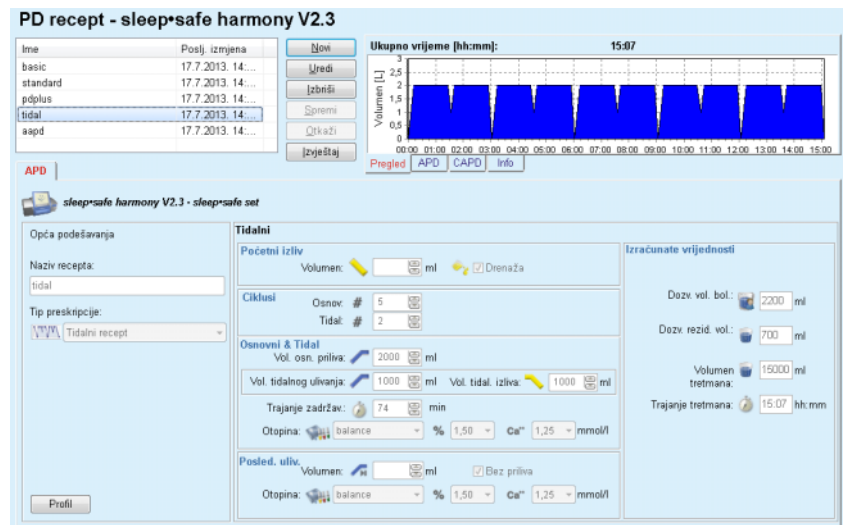 PD recept - sleep•safe harmony V2.3
Ime Poslj. izmjena
basic 17.7.2013. 14:...
standard 17.7.2013. 14:...
pdplus 17.7.2013. 14:...
tidal 17.7.2013. 14:...
aapd 17.7.2013. 14:...
Novi
Uredi
Izbriši
Spremi
Otkaži
Izvještaj
Ukupno vrijeme [hh:mm]: 15:07
Volumen [L]
3
2,5
2
1,5
1
0,5
0
00:00 01:00 02:00 03:00 04:00 05:00 06:00 07:00 08:00 09:00 10:00 11:00 12:00 13:00 14:00 15:00
Pregled APD CAPD Info
APD
sleep•safe harmony V2.3 - sleep•safe set
Opća podešavanja
Naziv recepta:
tidal
Tip preskripcije:
Tidalni recept
Profil
Tidalni
Početni izliv
Volumen: ml Drenaža
Ciklusi
Osnov: # 5
Tidal: # 2
Osnovni & Tidal
Vol. osn. priliva: 2000 ml
Vol. tidalnog ulivanja: 1000 ml Vol. tidal. izliva: 1000 ml
Trajanje zadržav.: 74 min
Otopina: balance % 1,50 Ca⁺⁺ 1,25 mmol/l
Posled. uliv.
Volumen: ml Bez priliva
Otopina: balance % 1,50 Ca⁺⁺ 1,25 mmol/l
Izračunate vrijednosti
Dozv. vol. bol.: 2200 ml
Dozv. rezid. vol.: 700 ml
Volumen tretmana: 15000 ml
Trajanje tretmana: 15:07 hh:mm